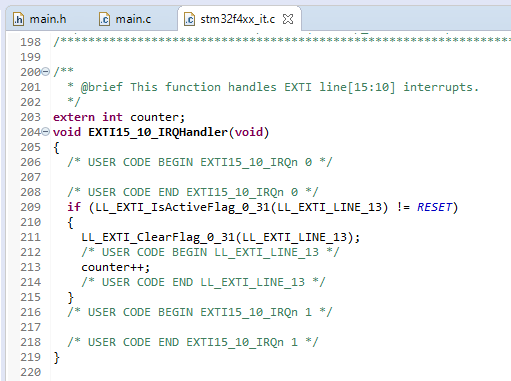 main.h main.c stm32f4xx_it.c
198 /*****************************************************************
199
200 /**
201   * @brief This function handles EXTI line[15:10] interrupts.
202   */
203 extern int counter;
204 void EXTI15_10_IRQHandler(void)
205 {
206   /* USER CODE BEGIN EXTI15_10_IRQn 0 */
207
208   /* USER CODE END EXTI15_10_IRQn 0 */
209   if (LL_EXTI_IsActiveFlag_0_31(LL_EXTI_LINE_13) != RESET)
210   {
211     LL_EXTI_ClearFlag_0_31(LL_EXTI_LINE_13);
212     /* USER CODE BEGIN LL_EXTI_LINE_13 */
213     counter++;
214     /* USER CODE END LL_EXTI_LINE_13 */
215   }
216   /* USER CODE BEGIN EXTI15_10_IRQn 1 */
217
218   /* USER CODE END EXTI15_10_IRQn 1 */
219 }
220